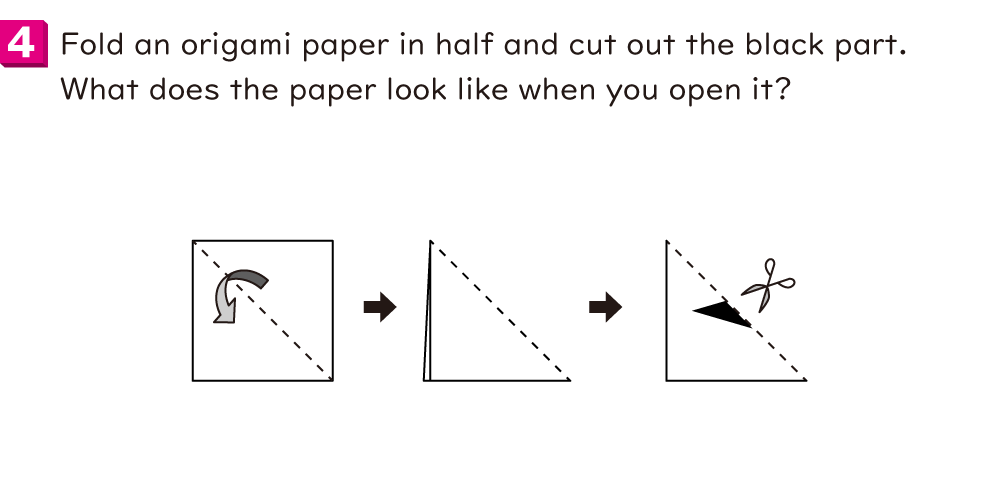 4 Fold an origami paper in half and cut out the black part.
What does the paper look like when you open it?